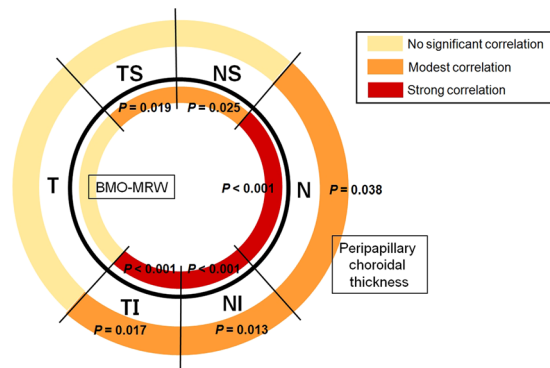 No significant correlation
Modest correlation
Strong correlation
TS
NS
P = 0.019
P = 0.025
T
BMO-MRW
P < 0.001
N
P = 0.038
Peripapillary
choroidal
thickness
P < 0.001
P < 0.001
TI
NI
P = 0.017
P = 0.013